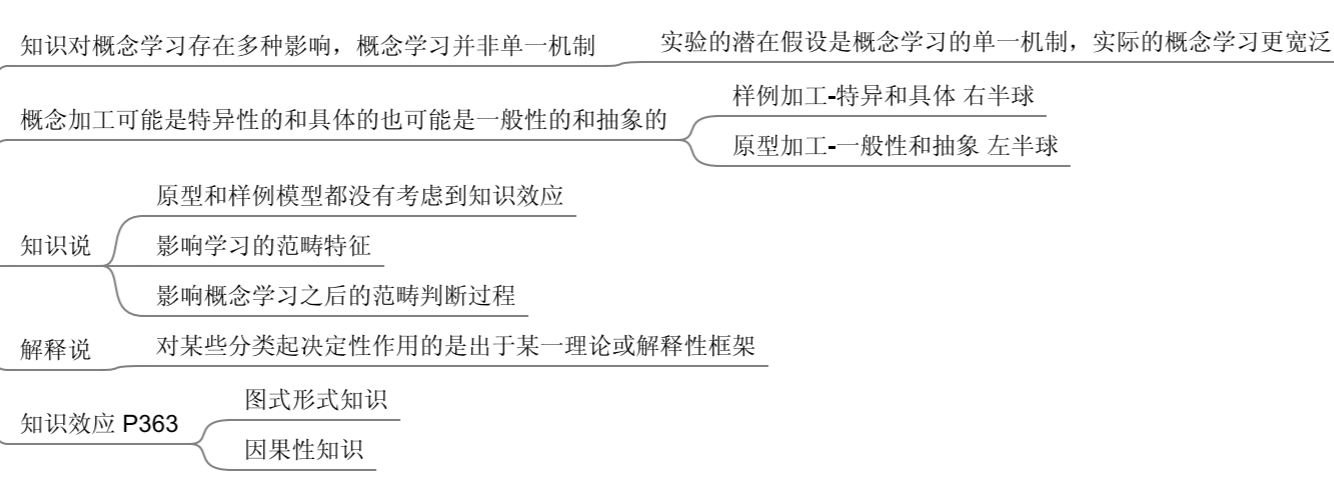 知识对概念学习存在多种影响，概念学习并非单一机制
实验的潜在假设是概念学习的单一机制，实际的概念学习更宽泛
概念加工可能是特异性的和具体的也可能是一般性的和抽象的
样例加工-特异和具体 右半球
原型加工-一般性和抽象 左半球
知识说
原型和样例模型都没有考虑到知识效应
影响学习的范畴特征
影响概念学习之后的范畴判断过程
解释说
对某些分类起决定性作用的是出于某一理论或解释性框架
知识效应 P363
图式形式知识
因果性知识